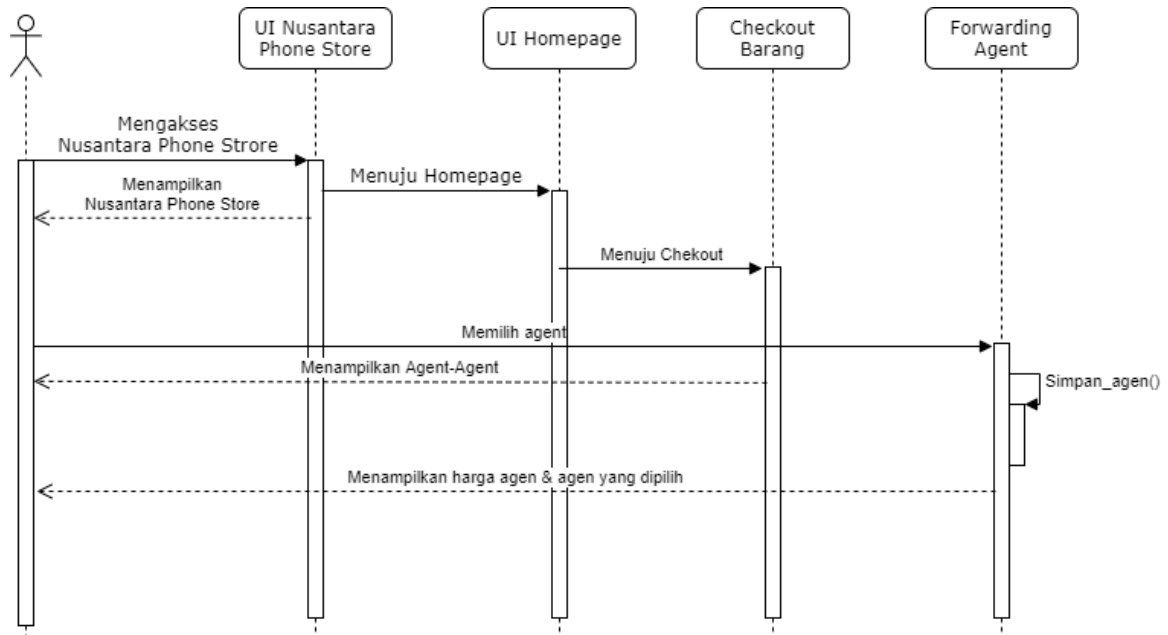 UI Nusantara
Phone Store
UI Homepage
Checkout
Barang
Forwarding
Agent
Mengakses
Nusantara Phone Strore
Menampilkan
Nusantara Phone Store
Menuju Homepage
Menuju Chekout
Memilih agent
Menampilkan Agent-Agent
Simpan_agen()
Menampilkan harga agen & agen yang dipilih